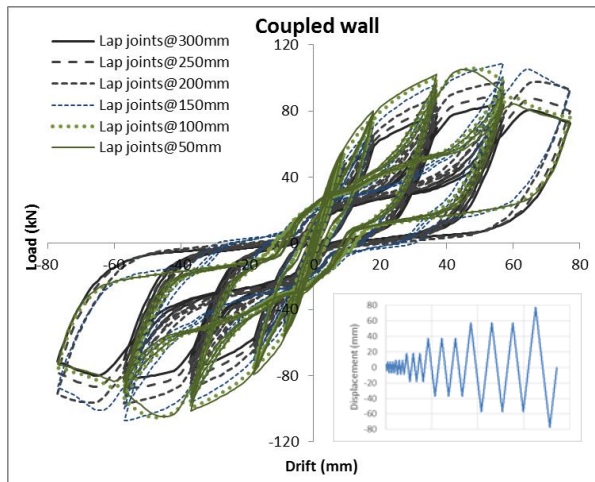 Coupled wall
120
Lap joints@300mm
Lap joints@250mm
Lap joints@200mm
Lap joints@150mm
Lap joints@100mm
Lap joints@50mm
80
40
0
-40
-80
-120
Load (kN)
-80 -60 -40 -20 0 20 40 60 80
Drift (mm)
Displacement (mm)
80
60
40
20
0
-20
-40
-60
-80